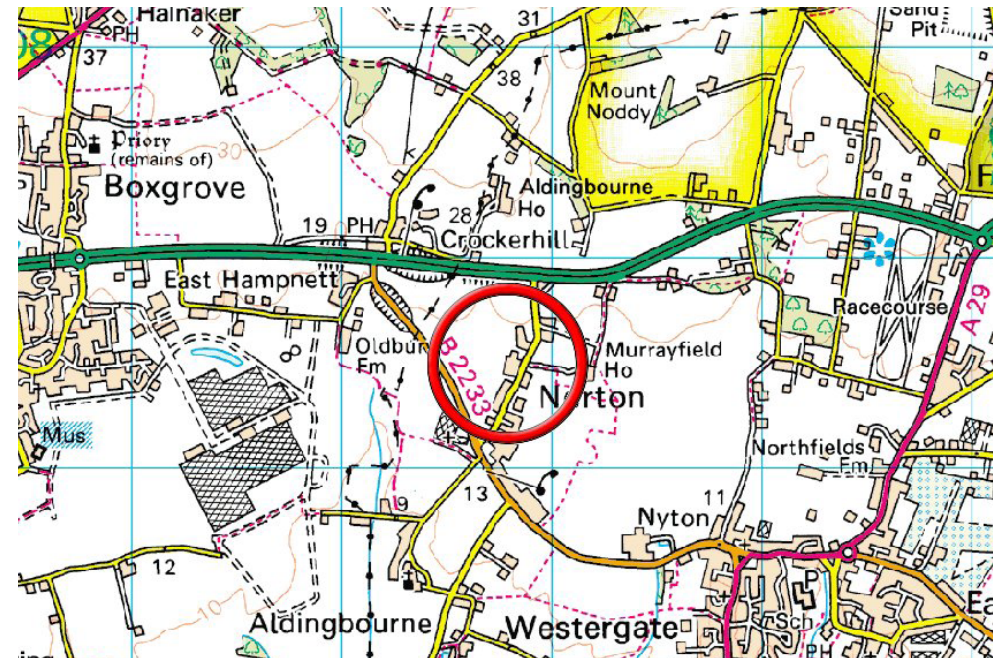 Halnaker
PH
37
31
38
Sand
Pit
Mount
Noddy
Priory
(remains of)
30
Boxgrove
Aldingbourne
Ho
28
19 PH
Crockerhill
East Hampnett
Racecourse
A 29
Oldbur
Fm
B 2233
Murrayfield
Ho
Norton
Mus
Northfields
Fm
13
9
11
Nyton
12
10
P
Aldingbourne
Westergate
Sch
PH